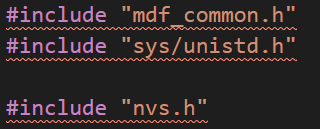 #include "mdf_common.h"
#include "sys/unistd.h"
#include "nvs.h"